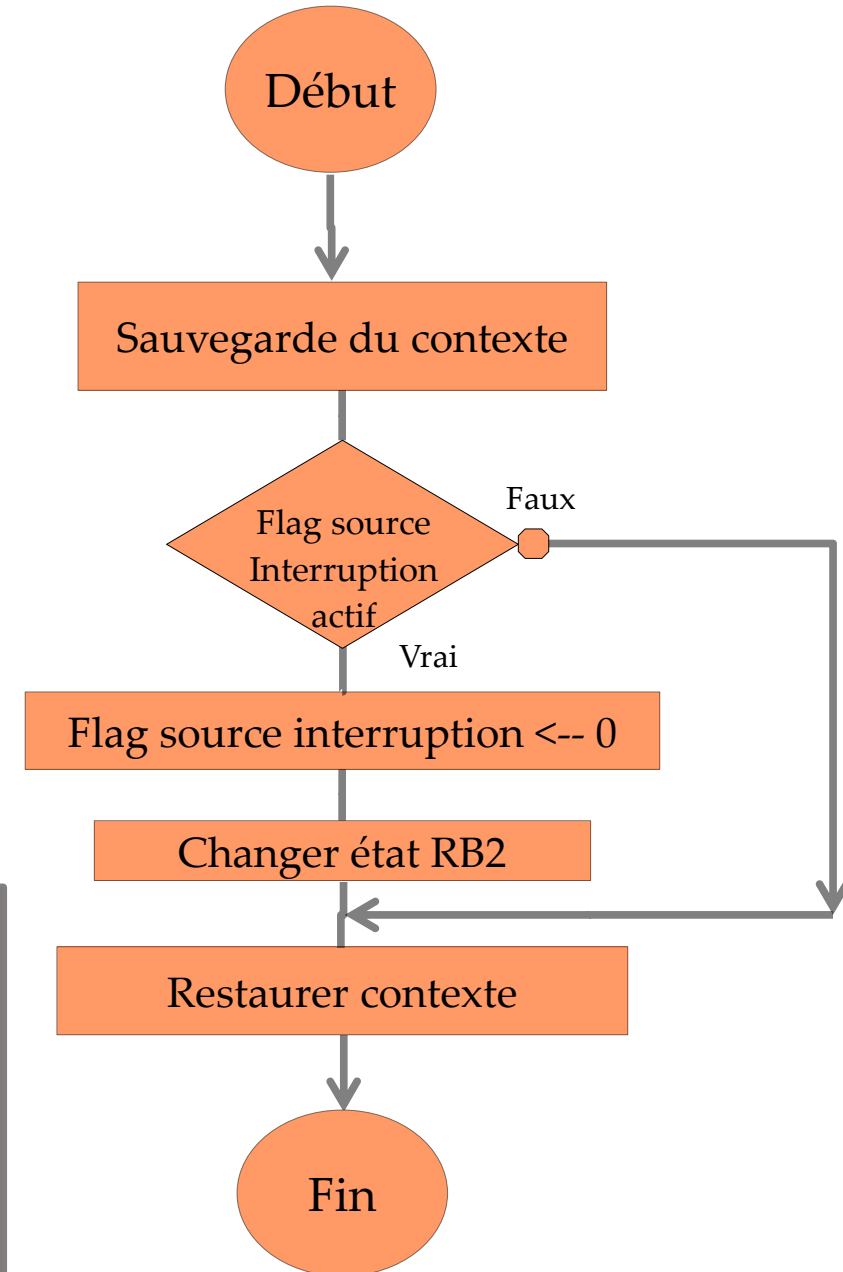 Début
Sauvegarde du contexte
Faux
Flag source
Interruption
actif
Vrai
Flag source interruption <-- 0
Changer état RB2
Restaurer contexte
Fin